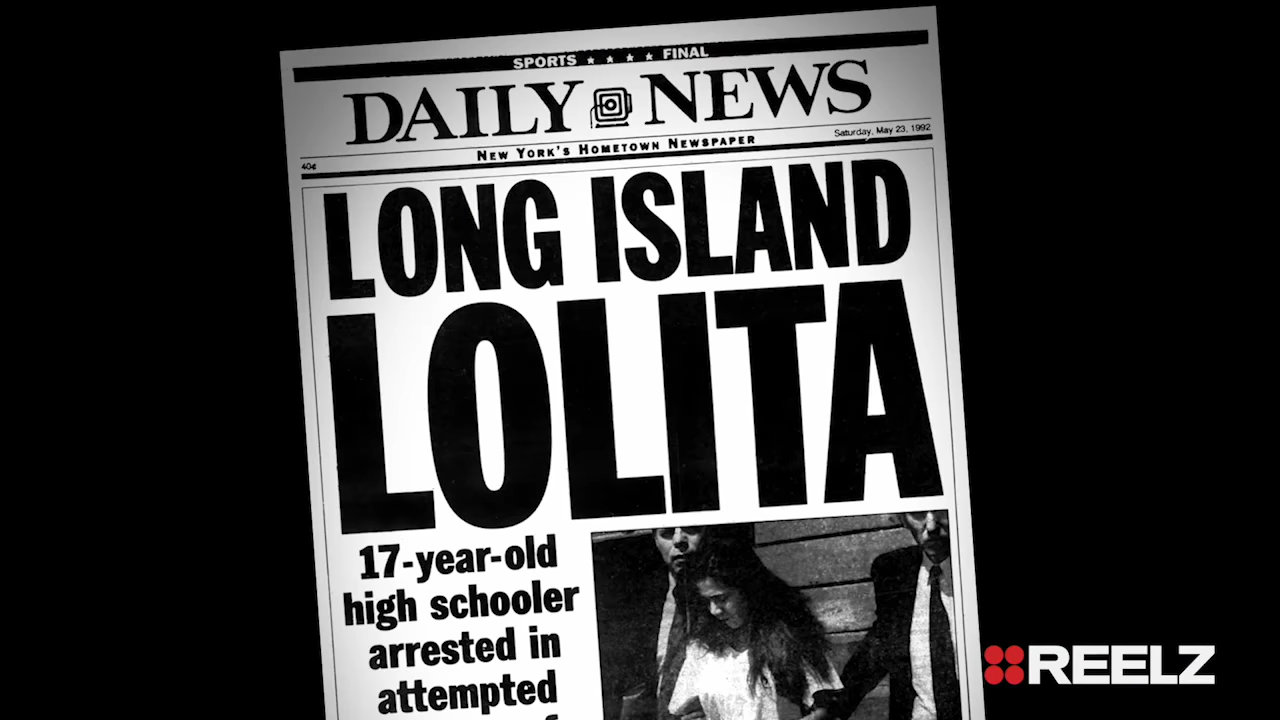 SPORTS ★ ★ ★ ★ FINAL
DAILY NEWS
40¢
NEW YORK'S HOMETOWN NEWSPAPER
Saturday, May 23, 1992
LONG ISLAND
LOLITA
17-year-old
high schooler
arrested in
attempted
REELZ